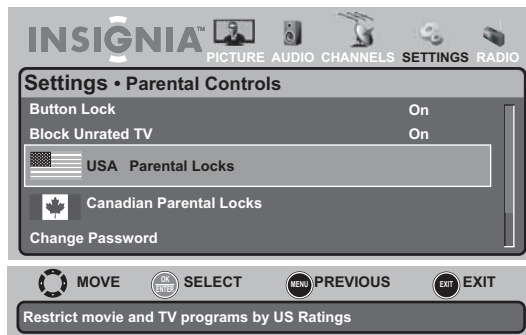 INSIGNIA™
PICTURE AUDIO CHANNELS SETTINGS RADIO
Settings • Parental Controls
Button Lock On
Block Unrated TV On
USA Parental Locks
Canadian Parental Locks
Change Password
MOVE OK ENTER SELECT MENU PREVIOUS EXIT EXIT
Restrict movie and TV programs by US Ratings